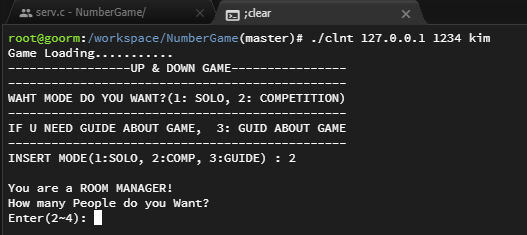 serv.c - NumberGame/
;clear
root@goorm:/workspace/NumberGame(master)# ./clnt 127.0.0.1 1234 kim
Game Loading...........
-----------------UP & DOWN GAME----------------
-----------------------------------------------
WAHT MODE DO YOU WANT?(1: SOLO, 2: COMPETITION)
-----------------------------------------------
IF U NEED GUIDE ABOUT GAME,  3: GUID ABOUT GAME
-----------------------------------------------
INSERT MODE(1:SOLO, 2:COMP, 3:GUIDE) : 2
You are a ROOM MANAGER!
How many People do you Want?
Enter(2~4):